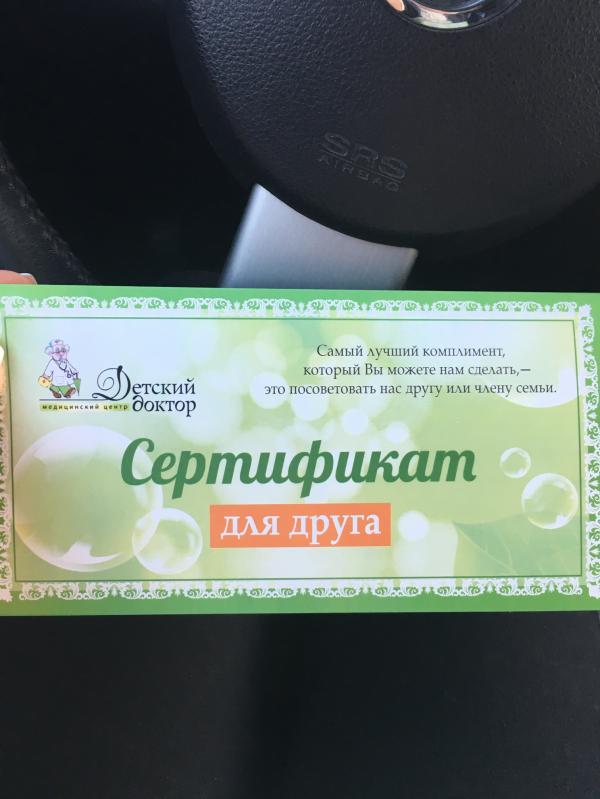 SRS
AIRBAG
Самый лучший комплимент,
который Вы можете нам сделать,—
это посоветовать нас другу или члену семьи.
Детский
доктор
медицинский центр
Сертификат
для друга